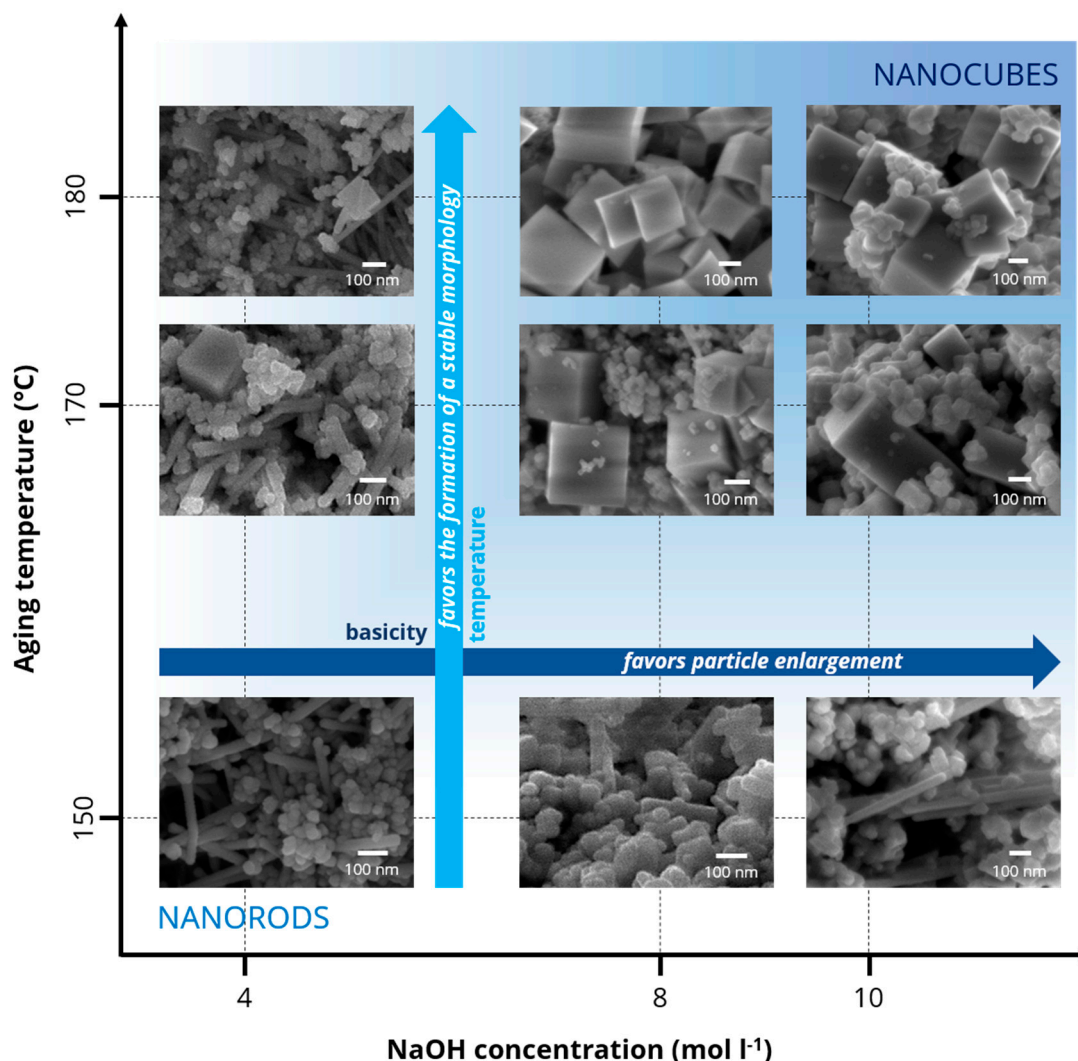 NANOCUBES
180
100 nm
100 nm
100 nm
170
100 nm
100 nm
100 nm
favors the formation of a stable morphology
temperature
basicity
favors particle enlargement
150
100 nm
100 nm
100 nm
NANORODS
Aging temperature (°C)
4
8
10
NaOH concentration (mol l⁻¹)